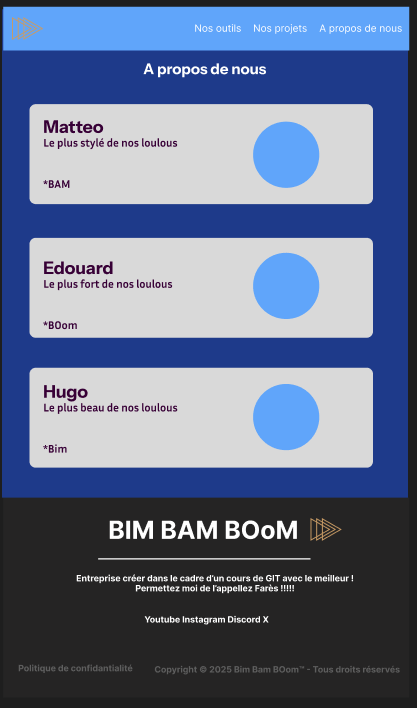 Nos outils Nos projets A propos de nous
A propos de nous
Matteo
Le plus stylé de nos loulous
*BAM
Edouard
Le plus fort de nos loulous
*BOom
Hugo
Le plus beau de nos loulous
*Bim
BIM BAM BOoM
Entreprise créer dans le cadre d'un cours de GIT avec le meilleur !
Permettez moi de l'appellez Farès !!!!!
Youtube Instagram Discord X
Politique de confidantialité Copyright © 2025 Bim Bam BOom™ - Tous droits réservés